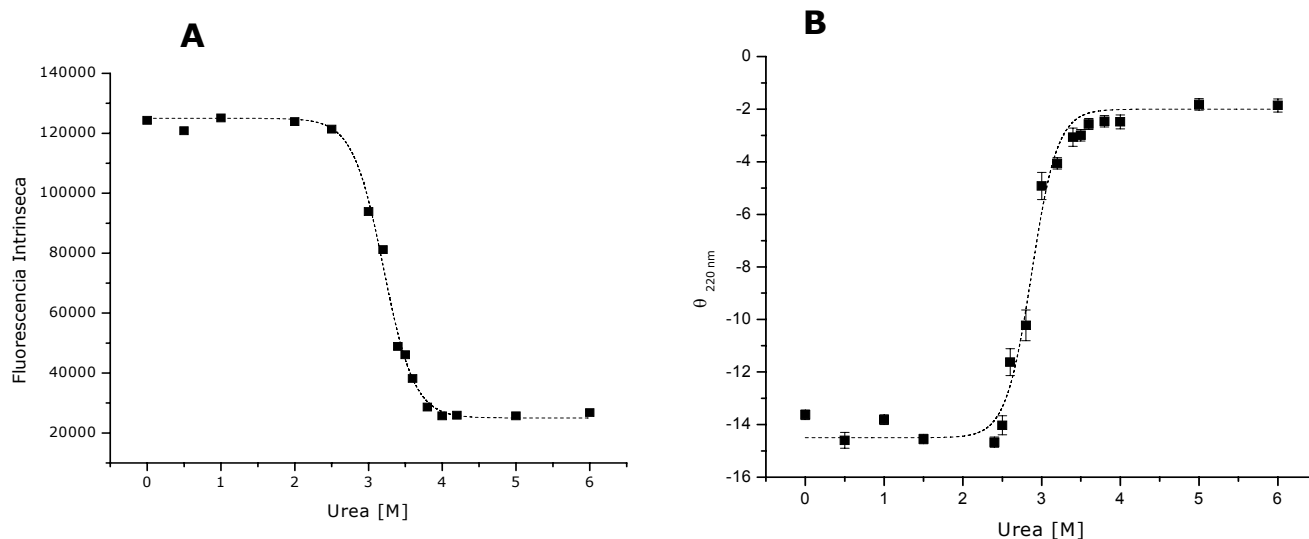 A
140000
120000
100000
80000
60000
40000
20000
Fluorescencia Intrinseca
0 1 2 3 4 5 6
Urea [M]
B
0
-2
-4
-6
-8
-10
-12
-14
-16
θ 220 nm
0 1 2 3 4 5 6
Urea [M]